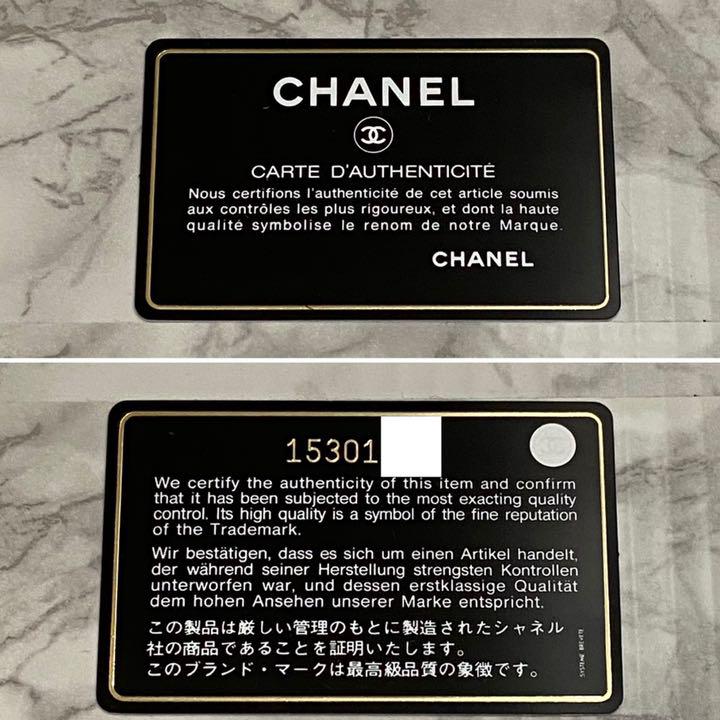 CHANEL
CARTE D'AUTHENTICITÉ
Nous certifions l'authenticité de cet article soumis
aux contrôles les plus rigoureux, et dont la haute
qualité symbolise le renom de notre Marque.
CHANEL
15301
We certify the authenticity of this item and confirm
that it has been subjected to the most exacting quality
control. Its high quality is a symbol of the fine reputation
of the Trademark.
Wir bestätigen, dass es sich um einen Artikel handelt,
der während seiner Herstellung strengsten Kontrollen
unterworfen war, und dessen erstklassige Qualität
dem hohen Ansehen unserer Marke entspricht.
この製品は厳しい管理のもとに製造されたシャネル
社の商品であることを証明いたします。
このブランド・マークは最高級品質の象徴です。
SYSTEME BREVETE